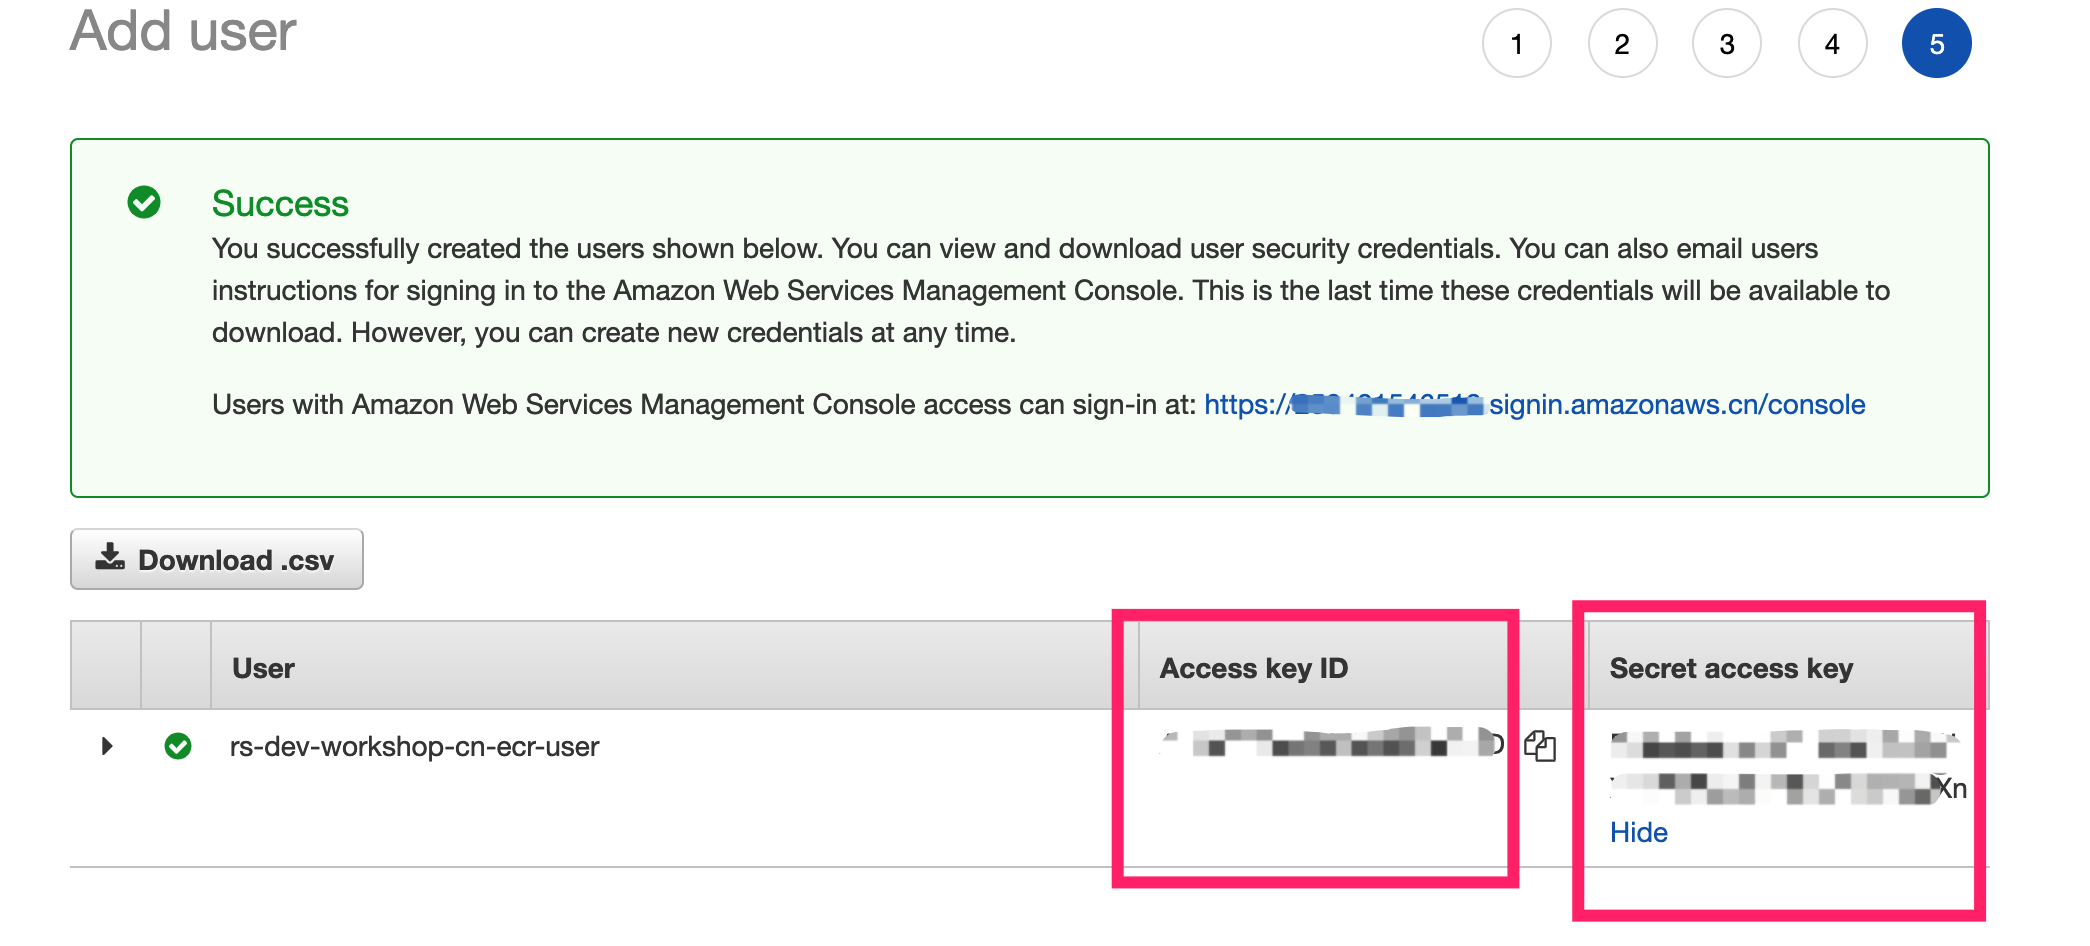 Add user
1 2 3 4 5
Success
You successfully created the users shown below. You can view and download user security credentials. You can also email users
instructions for signing in to the Amazon Web Services Management Console. This is the last time these credentials will be available to
download. However, you can create new credentials at any time.
Users with Amazon Web Services Management Console access can sign-in at: https:// signin.amazonaws.cn/console
Download .csv
User Access key ID Secret access key
rs-dev-workshop-cn-ecr-user
Xn
Hide